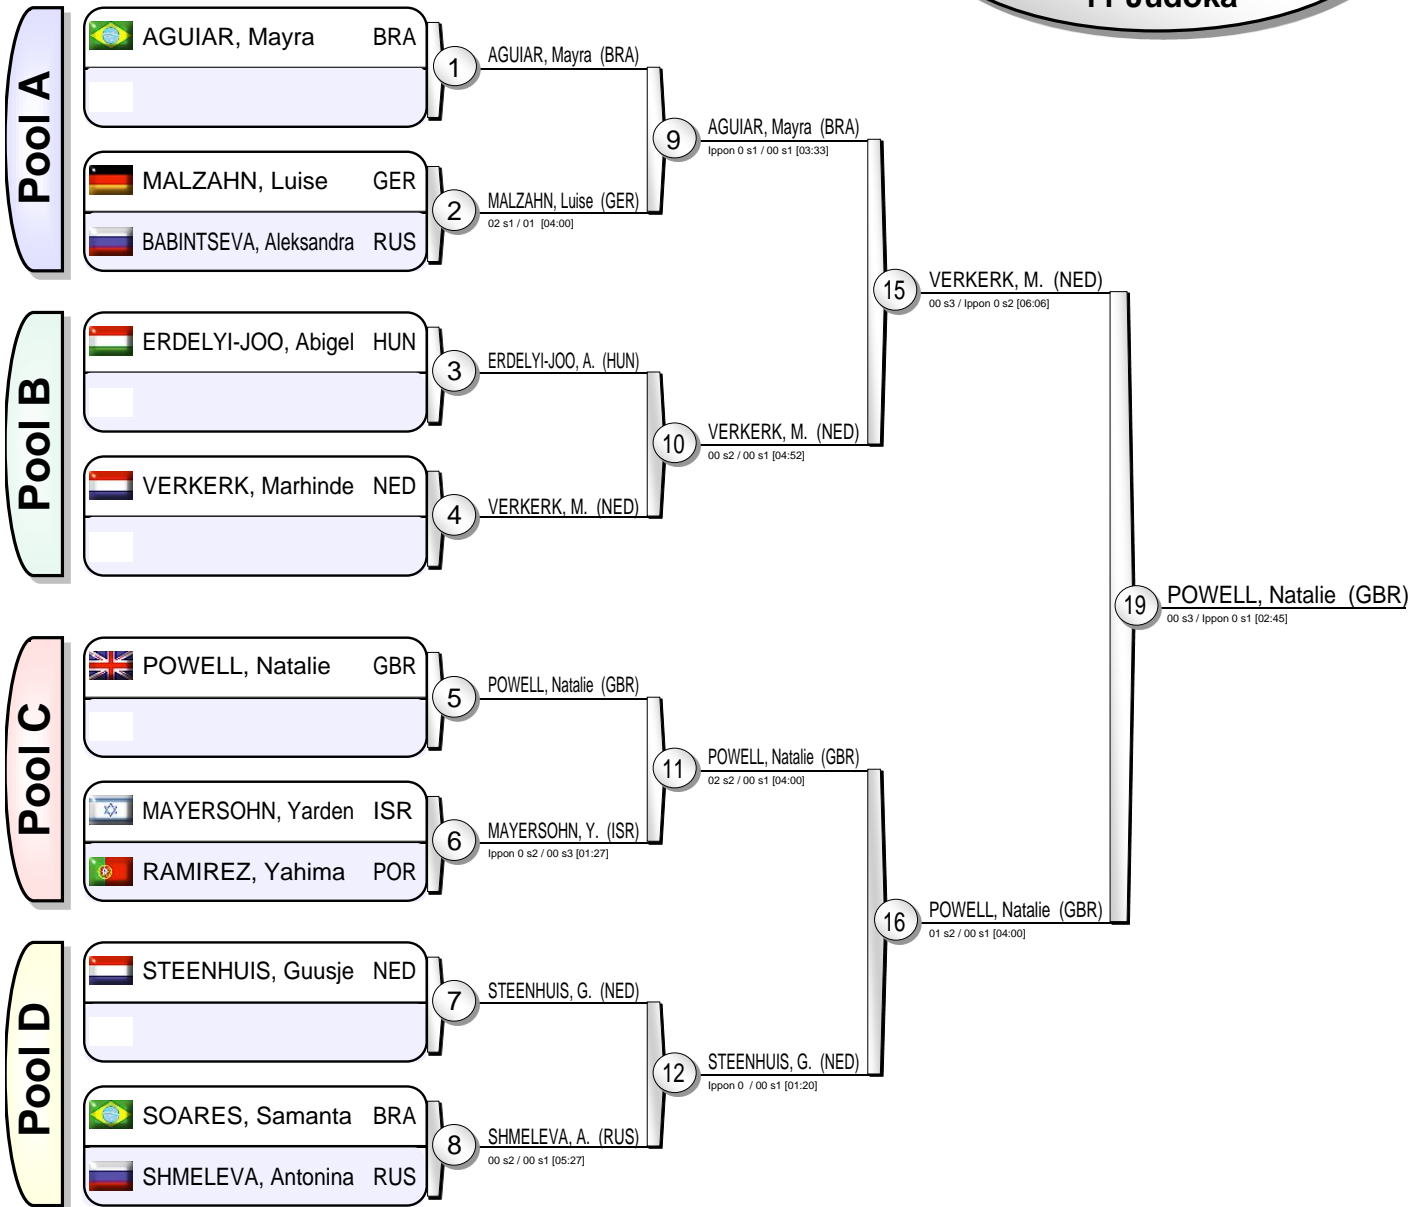 11 Judoka
Pool A
AGUIAR, Mayra BRA
MALZAHN, Luise GER
BABINTSEVA, Aleksandra RUS
1
AGUIAR, Mayra (BRA)
2
MALZAHN, Luise (GER)
02 s1 / 01 [04:00]
9
AGUIAR, Mayra (BRA)
Ippon 0 s1 / 00 s1 [03:33]
Pool B
ERDELYI-JOO, Abigel HUN
VERKERK, Marhinde NED
3
ERDELYI-JOO, A. (HUN)
4
VERKERK, M. (NED)
10
VERKERK, M. (NED)
00 s2 / 00 s1 [04:52]
15
VERKERK, M. (NED)
00 s3 / Ippon 0 s2 [06:06]
Pool C
POWELL, Natalie GBR
MAYERSOHN, Yarden ISR
RAMIREZ, Yahima POR
5
POWELL, Natalie (GBR)
6
MAYERSOHN, Y. (ISR)
Ippon 0 s2 / 00 s3 [01:27]
11
POWELL, Natalie (GBR)
02 s2 / 00 s1 [04:00]
Pool D
STEENHUIS, Guusje NED
SOARES, Samanta BRA
SHMELEVA, Antonina RUS
7
STEENHUIS, G. (NED)
8
SHMELEVA, A. (RUS)
00 s2 / 00 s1 [05:27]
12
STEENHUIS, G. (NED)
Ippon 0 / 00 s1 [01:20]
16
POWELL, Natalie (GBR)
01 s2 / 00 s1 [04:00]
19
POWELL, Natalie (GBR)
00 s3 / Ippon 0 s1 [02:45]